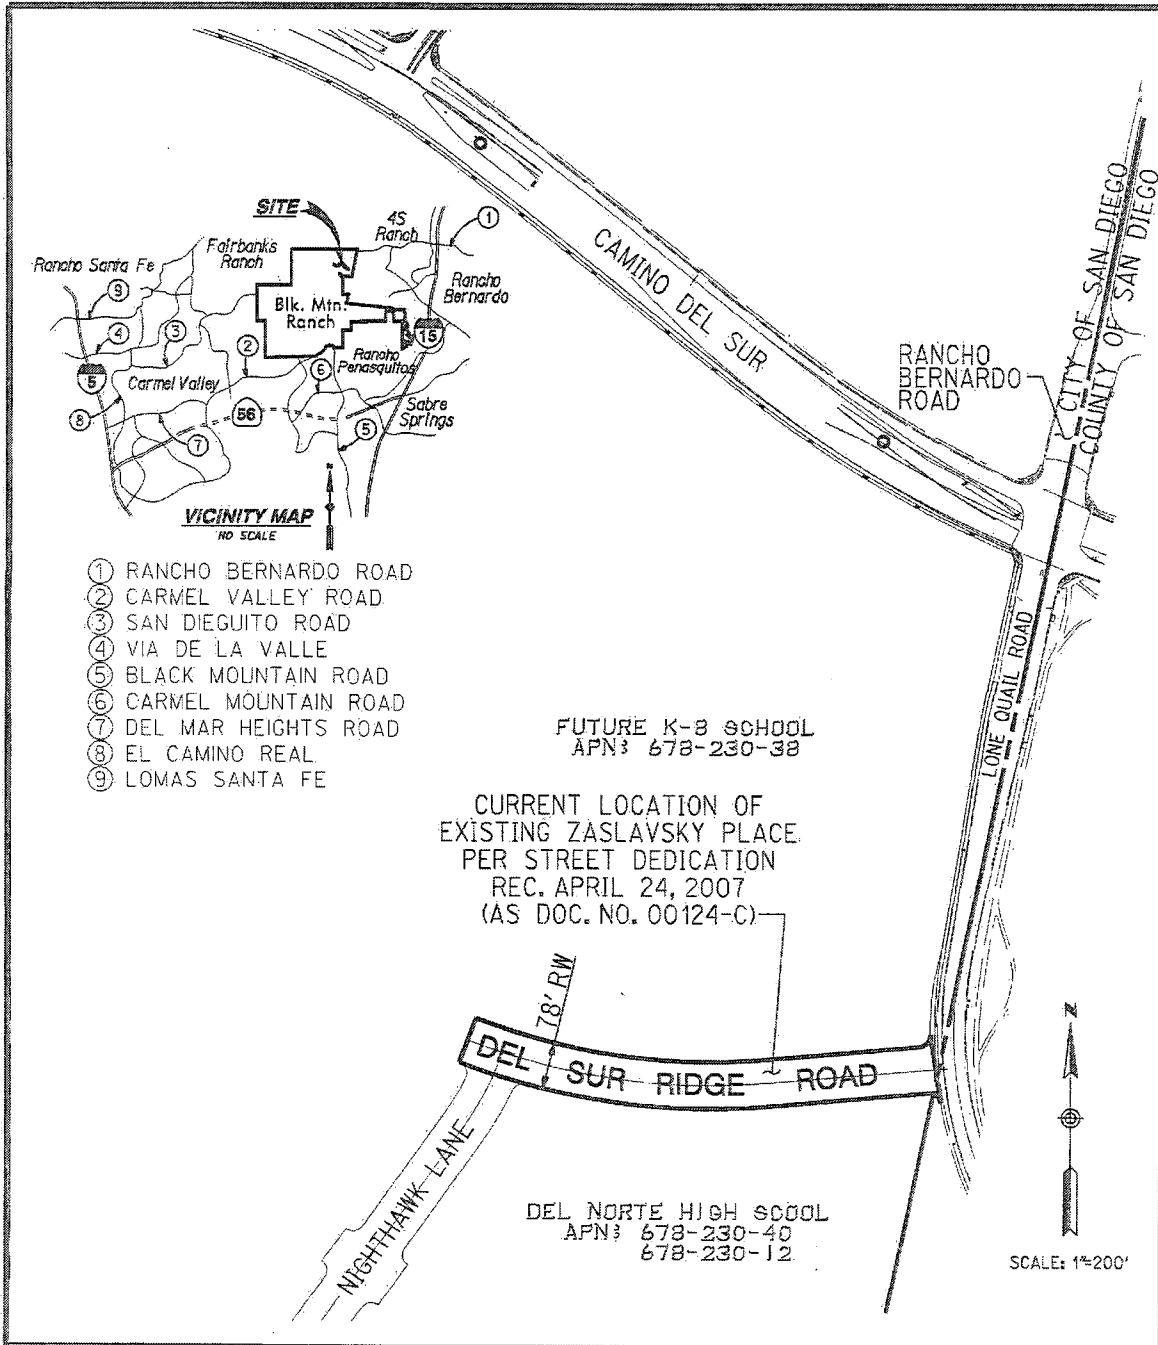 SITE
4S
Ranch
1
Fairbanks
Ranch
Rancho Santa Fe
9
Rancho
Bernardo
Blk. Mtn.
Ranch
4
3
15
2
Rancho
Penasquitos
5
Carmel Valley
6
Sabre
Springs
8
56
7
5
N
VICINITY MAP
NO SCALE
1 RANCHO BERNARDO ROAD
2 CARMEL VALLEY ROAD
3 SAN DIEGUITO ROAD
4 VIA DE LA VALLE
5 BLACK MOUNTAIN ROAD
6 CARMEL MOUNTAIN ROAD
7 DEL MAR HEIGHTS ROAD
8 EL CAMINO REAL
9 LOMAS SANTA FE
CAMINO DEL SUR
CITY OF SAN DIEGO
COUNTY OF SAN DIEGO
RANCHO
BERNARDO
ROAD
LONE QUAIL ROAD
FUTURE K-8 SCHOOL
APN: 678-230-38
CURRENT LOCATION OF
EXISTING ZASLAVSKY PLACE
PER STREET DEDICATION
REC. APRIL 24, 2007
(AS DOC. NO. 00124-C)
78' RW
DEL SUR RIDGE ROAD
NIGHTHAWK LANE
DEL NORTE HIGH SCOOL
APN: 678-230-40
678-230-12
N
SCALE: 1"=200'